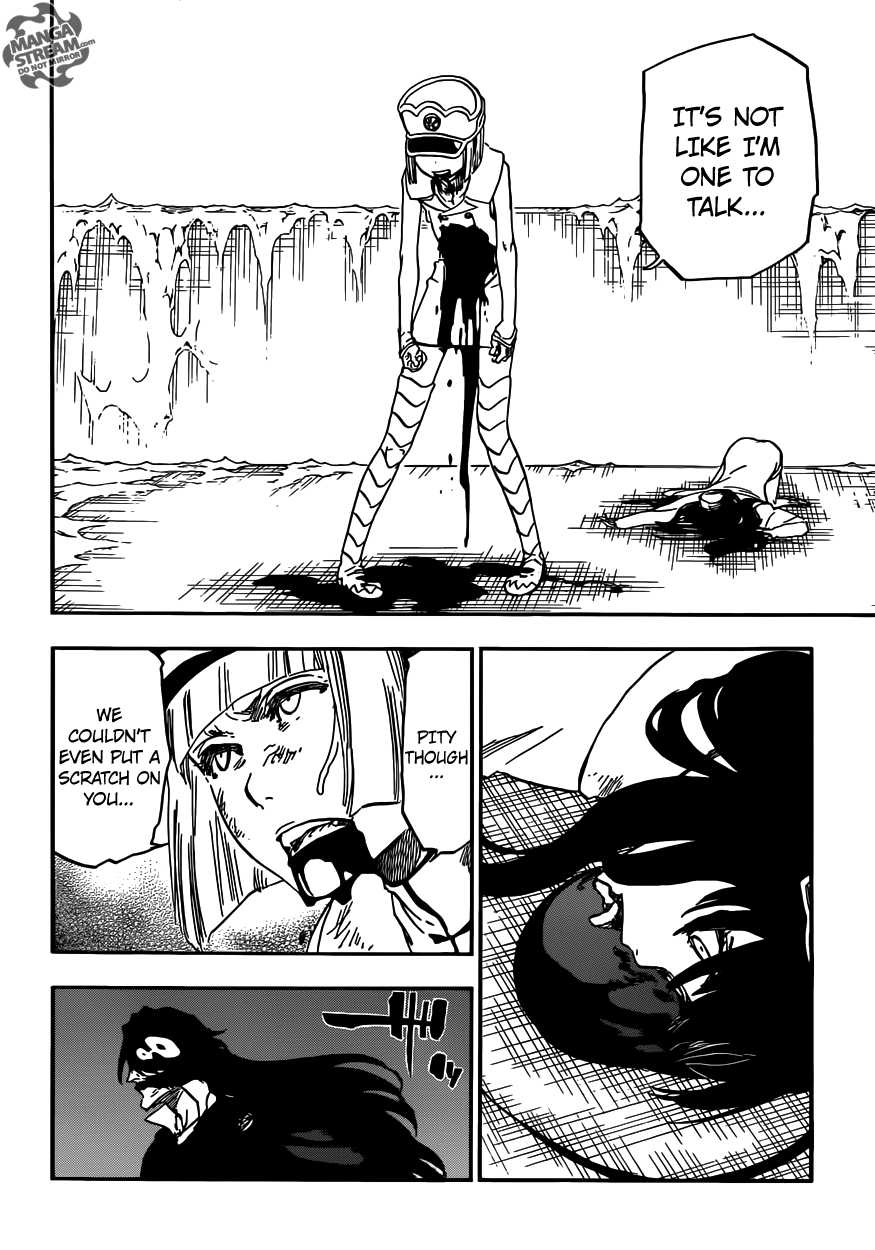 MANGA
STREAM.com
DO NOT MIRROR
IT'S NOT
LIKE I'M
ONE TO
TALK...
PITY
THOUGH
...
WE
COULDN'T
EVEN PUT A
SCRATCH ON
YOU...